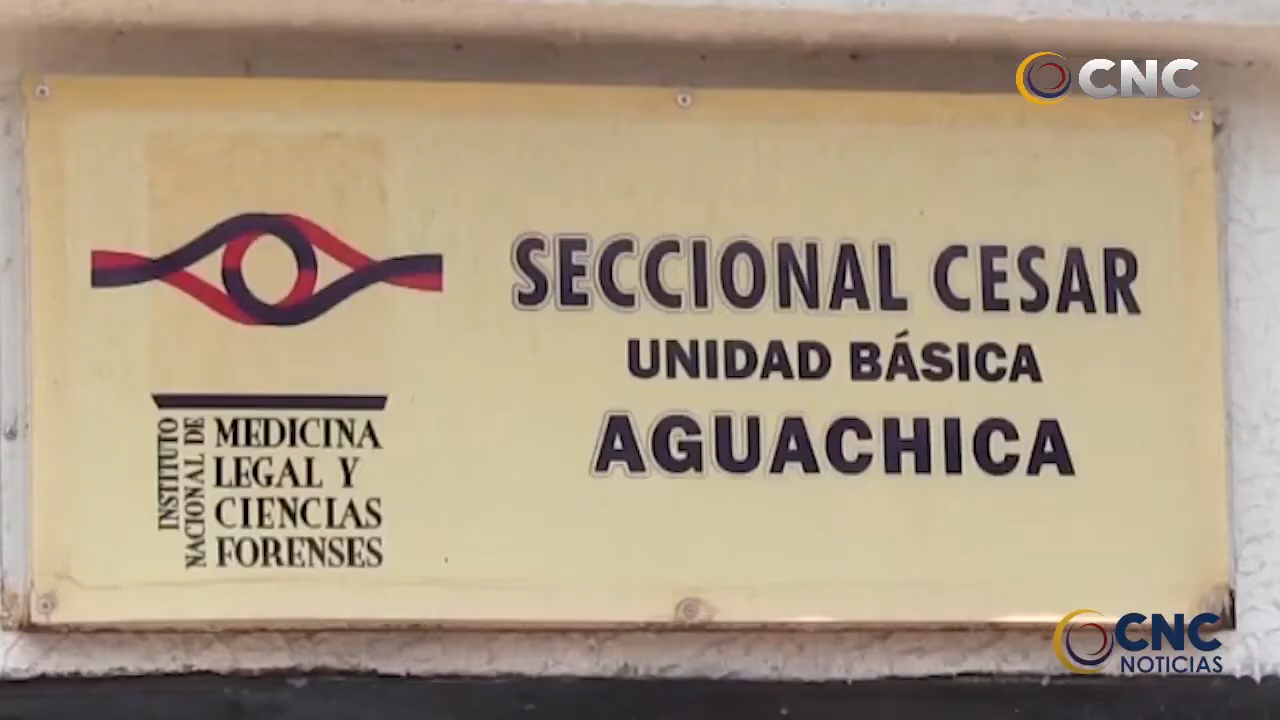 CNC
SECCIONAL CESAR
UNIDAD BÁSICA
AGUACHICA
INSTITUTO
NACIONAL DE
MEDICINA
LEGAL Y
CIENCIAS
FORENSES
CNC
NOTICIAS